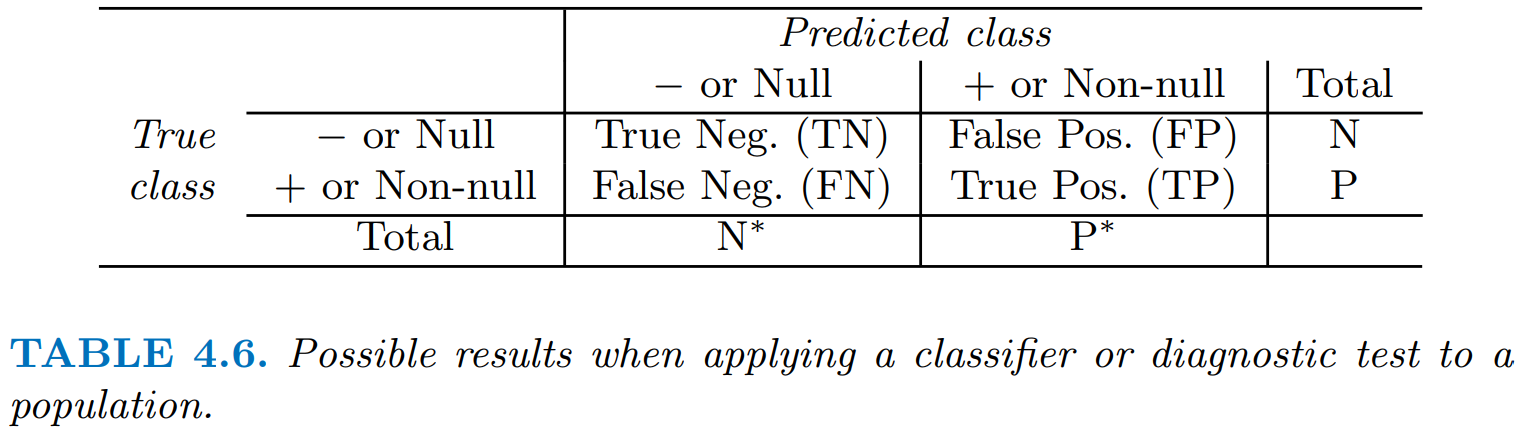 Predicted class
− or Null + or Non-null Total
True − or Null True Neg. (TN) False Pos. (FP) N
class + or Non-null False Neg. (FN) True Pos. (TP) P
Total N* P*
TABLE 4.6. Possible results when applying a classifier or diagnostic test to a
population.